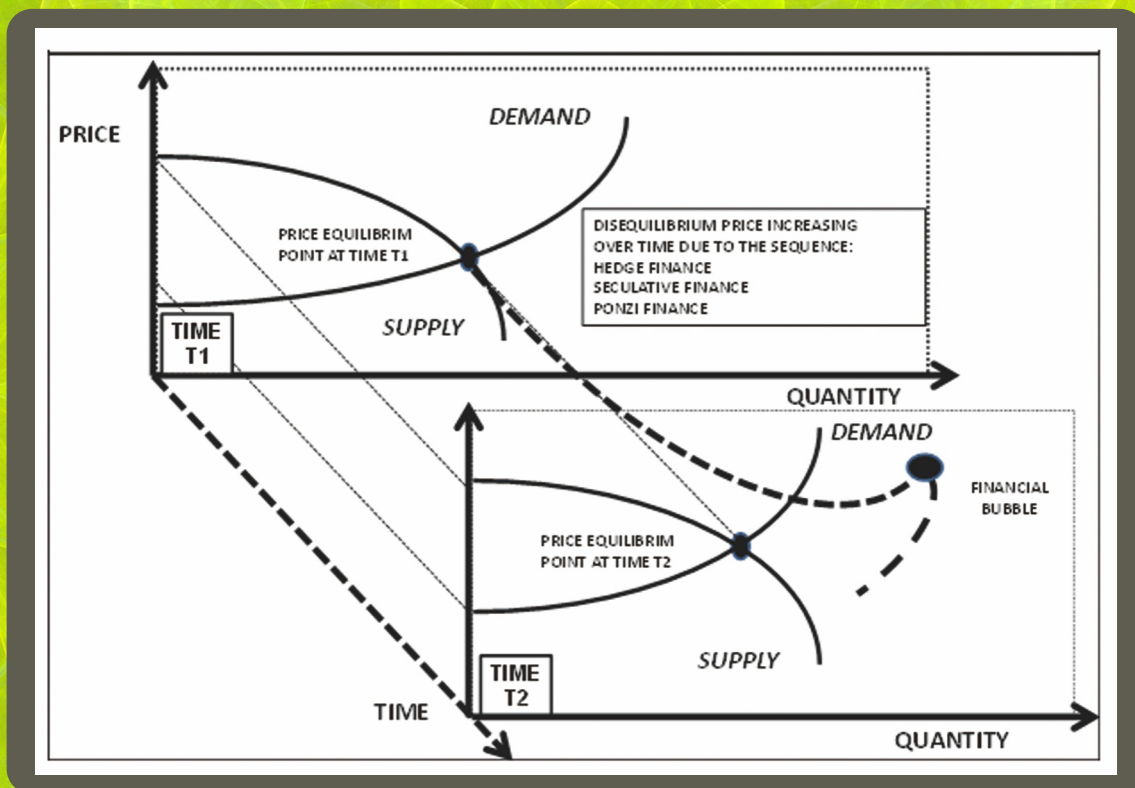 PRICE
DEMAND
PRICE EQUILIBRIM
POINT AT TIME T1
DISEQUILIBRIUM PRICE INCREASING
OVER TIME DUE TO THE SEQUENCE:
HEDGE FINANCE
SECULATIVE FINANCE
PONZI FINANCE
SUPPLY
TIME
T1
QUANTITY
DEMAND
FINANCIAL
BUBBLE
PRICE EQUILIBRIM
POINT AT TIME T2
SUPPLY
TIME
T2
TIME
QUANTITY